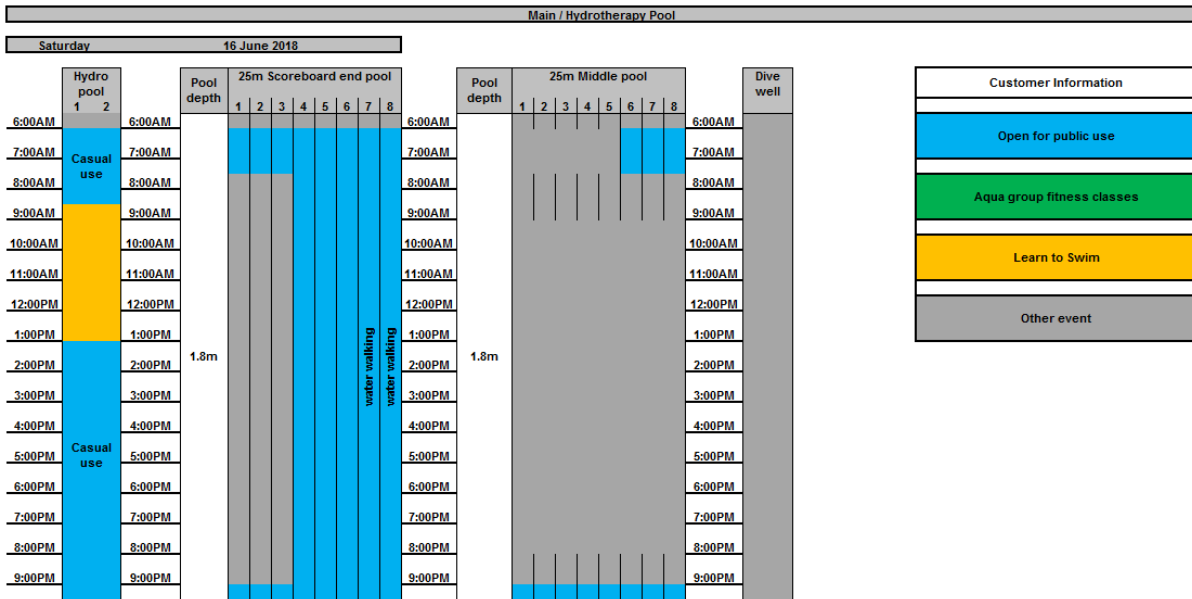 Main / Hydrotherapy Pool
Saturday 16 June 2018
Hydro pool
1 2
Pool depth
25m Scoreboard end pool
1 2 3 4 5 6 7 8
Pool depth
25m Middle pool
1 2 3 4 5 6 7 8
Dive well
Customer Information
Open for public use
Aqua group fitness classes
Learn to Swim
Other event
6:00AM 6:00AM 6:00AM 6:00AM
7:00AM 7:00AM 7:00AM 7:00AM
Casual use
8:00AM 8:00AM 8:00AM 8:00AM
9:00AM 9:00AM 9:00AM 9:00AM
10:00AM 10:00AM 10:00AM 10:00AM
11:00AM 11:00AM 11:00AM 11:00AM
12:00PM 12:00PM 12:00PM 12:00PM
1:00PM 1:00PM 1:00PM 1:00PM
1.8m water walking water walking 1.8m
2:00PM 2:00PM 2:00PM 2:00PM
3:00PM 3:00PM 3:00PM 3:00PM
4:00PM 4:00PM 4:00PM 4:00PM
Casual use
5:00PM 5:00PM 5:00PM 5:00PM
6:00PM 6:00PM 6:00PM 6:00PM
7:00PM 7:00PM 7:00PM 7:00PM
8:00PM 8:00PM 8:00PM 8:00PM
9:00PM 9:00PM 9:00PM 9:00PM